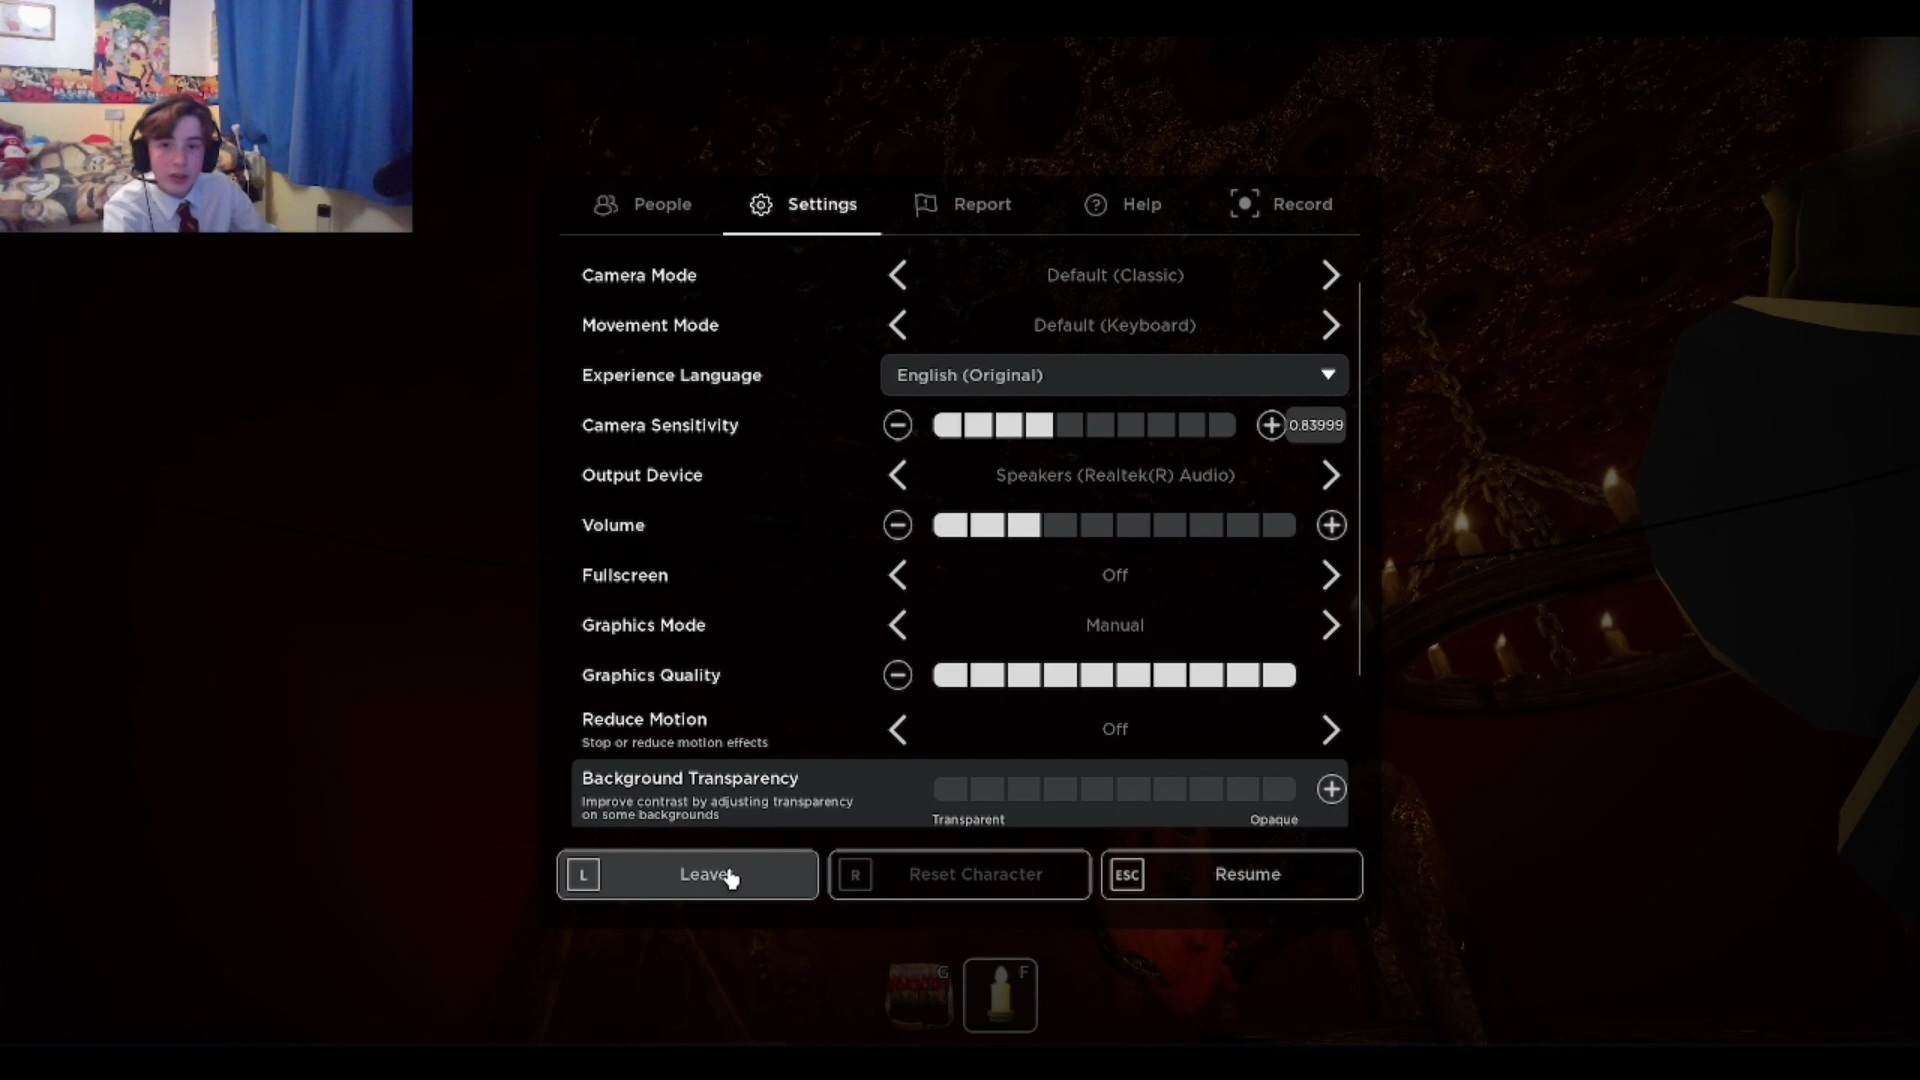 People
Settings
Report
Help
Record
Camera Mode
Default (Classic)
Movement Mode
Default (Keyboard)
Experience Language
English (Original)
Camera Sensitivity
0.83999
Output Device
Speakers (Realtek(R) Audio)
Volume
Fullscreen
Off
Graphics Mode
Manual
Graphics Quality
Reduce Motion
Stop or reduce motion effects
Off
Background Transparency
Improve contrast by adjusting transparency
on some backgrounds
Transparent
Opaque
L
Leave
R
Reset Character
ESC
Resume
G
F